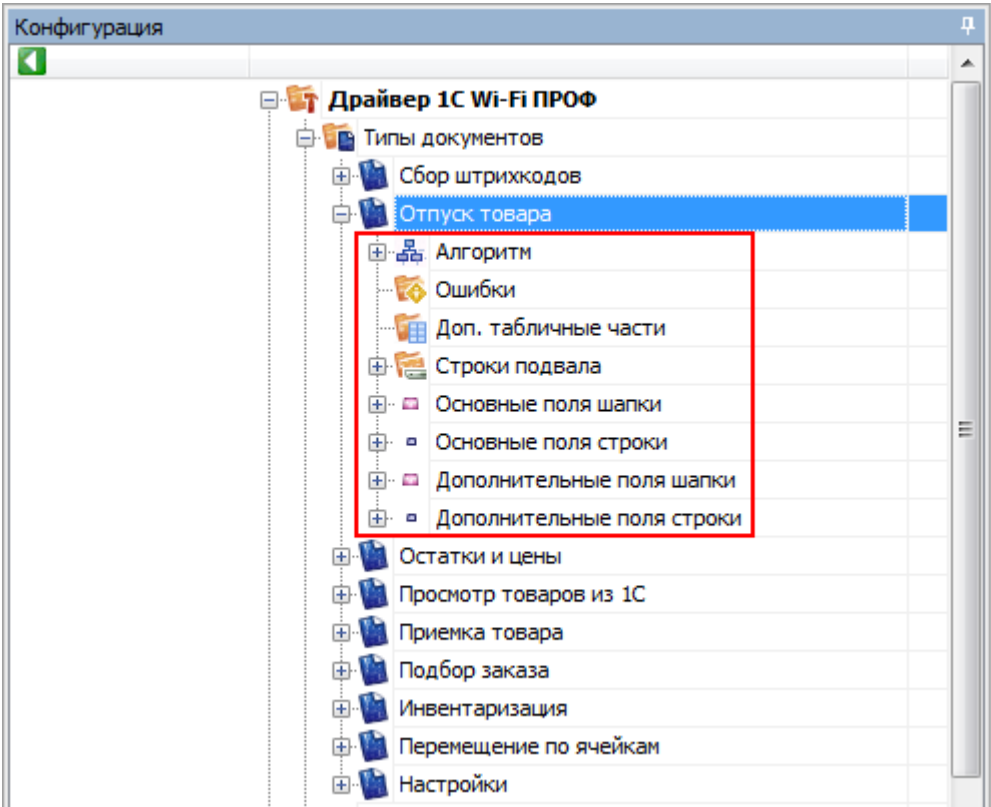 Конфигурация
Драйвер 1С Wi-Fi ПРОФ
Типы документов
Сбор штрихкодов
Отпуск товара
Алгоритм
Ошибки
Доп. табличные части
Строки подвала
Основные поля шапки
Основные поля строки
Дополнительные поля шапки
Дополнительные поля строки
Остатки и цены
Просмотр товаров из 1С
Приемка товара
Подбор заказа
Инвентаризация
Перемещение по ячейкам
Настройки